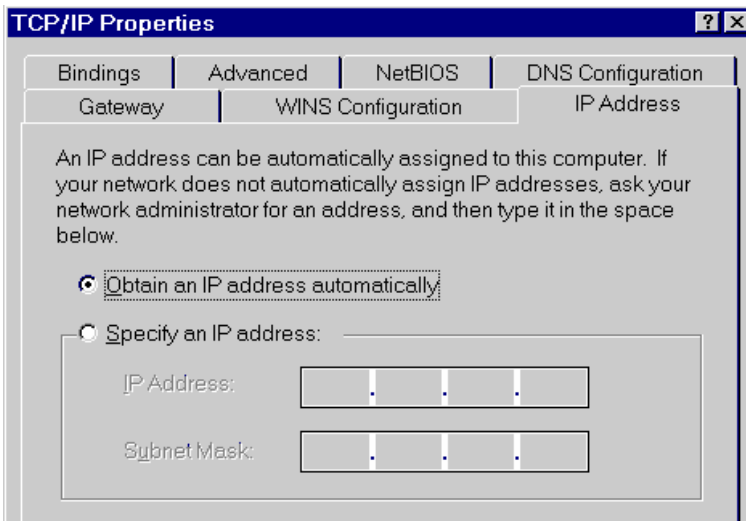 TCP/IP Properties
Bindings Advanced NetBIOS DNS Configuration
Gateway WINS Configuration IP Address
An IP address can be automatically assigned to this computer. If
your network does not automatically assign IP addresses, ask your
network administrator for an address, and then type it in the space
below.
Obtain an IP address automatically
Specify an IP address:
IP Address: . . .
Subnet Mask: . . .